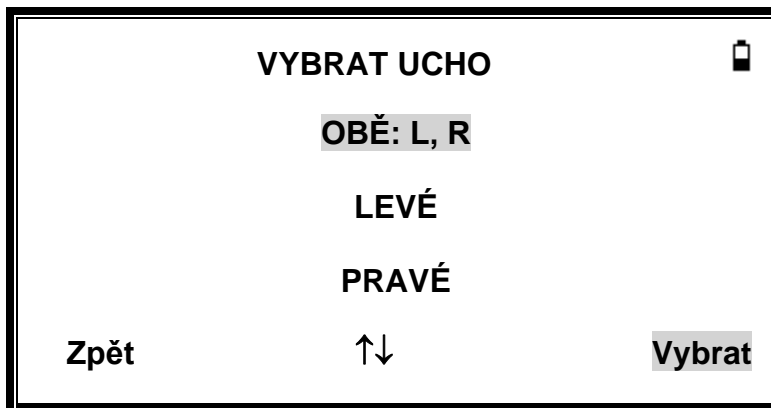 VYBRAT UCHO
OBĚ: L, R
LEVÉ
PRAVÉ
Zpět ↑↓ Vybrat